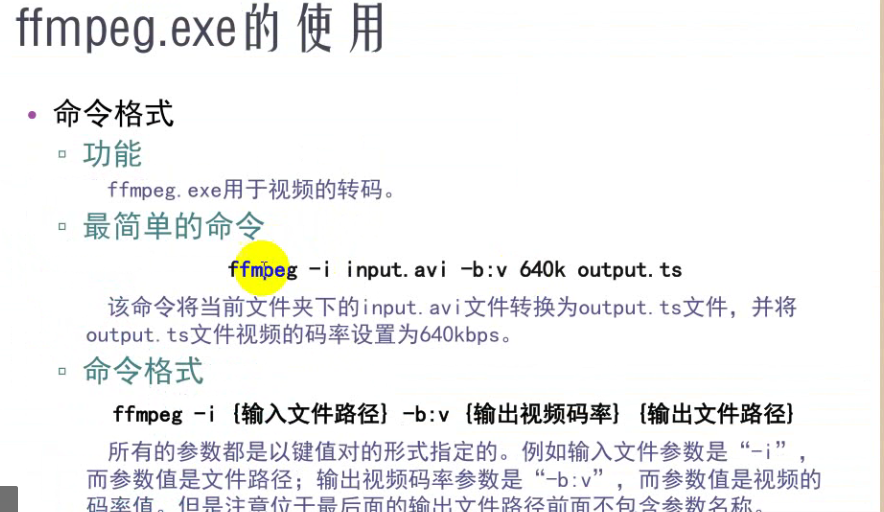 ffmpeg.exe的使用
• 命令格式
▫ 功能
ffmpeg.exe用于视频的转码。
▫ 最简单的命令
ffmpeg -i input.avi -b:v 640k output.ts
该命令将当前文件夹下的input.avi文件转换为output.ts文件，并将
output.ts文件视频的码率设置为640kbps。
▫ 命令格式
ffmpeg -i {输入文件路径} -b:v {输出视频码率} {输出文件路径}
所有的参数都是以键值对的形式指定的。例如输入文件参数是“-i”，
而参数值是文件路径；输出视频码率参数是“-b:v”，而参数值是视频的
码率值。但是注意位于最后面的输出文件路径前面不包含参数名称。